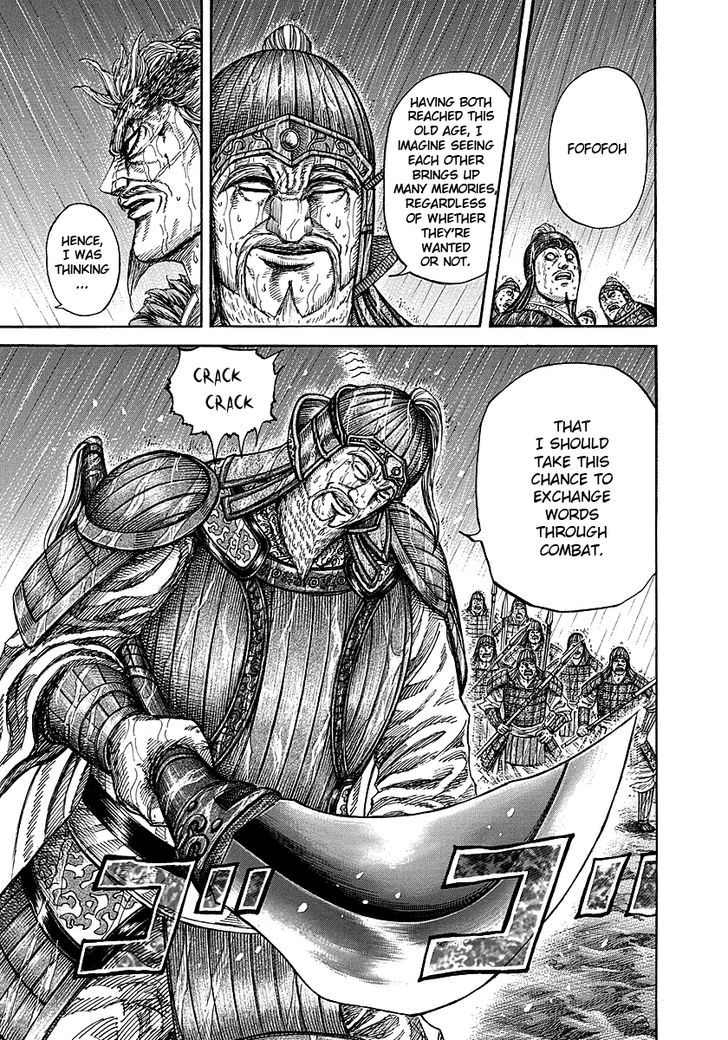 FOFOFOH
HAVING BOTH
REACHED THIS
OLD AGE, I
IMAGINE SEEING
EACH OTHER
BRINGS UP
MANY MEMORIES,
REGARDLESS
OF WHETHER
THEY'RE
WANTED
OR NOT.
HENCE,
I WAS
THINKING
...
CRACK
CRACK
THAT
I SHOULD
TAKE THIS
CHANCE TO
EXCHANGE
WORDS
THROUGH
COMBAT.
ゴ
ゴ